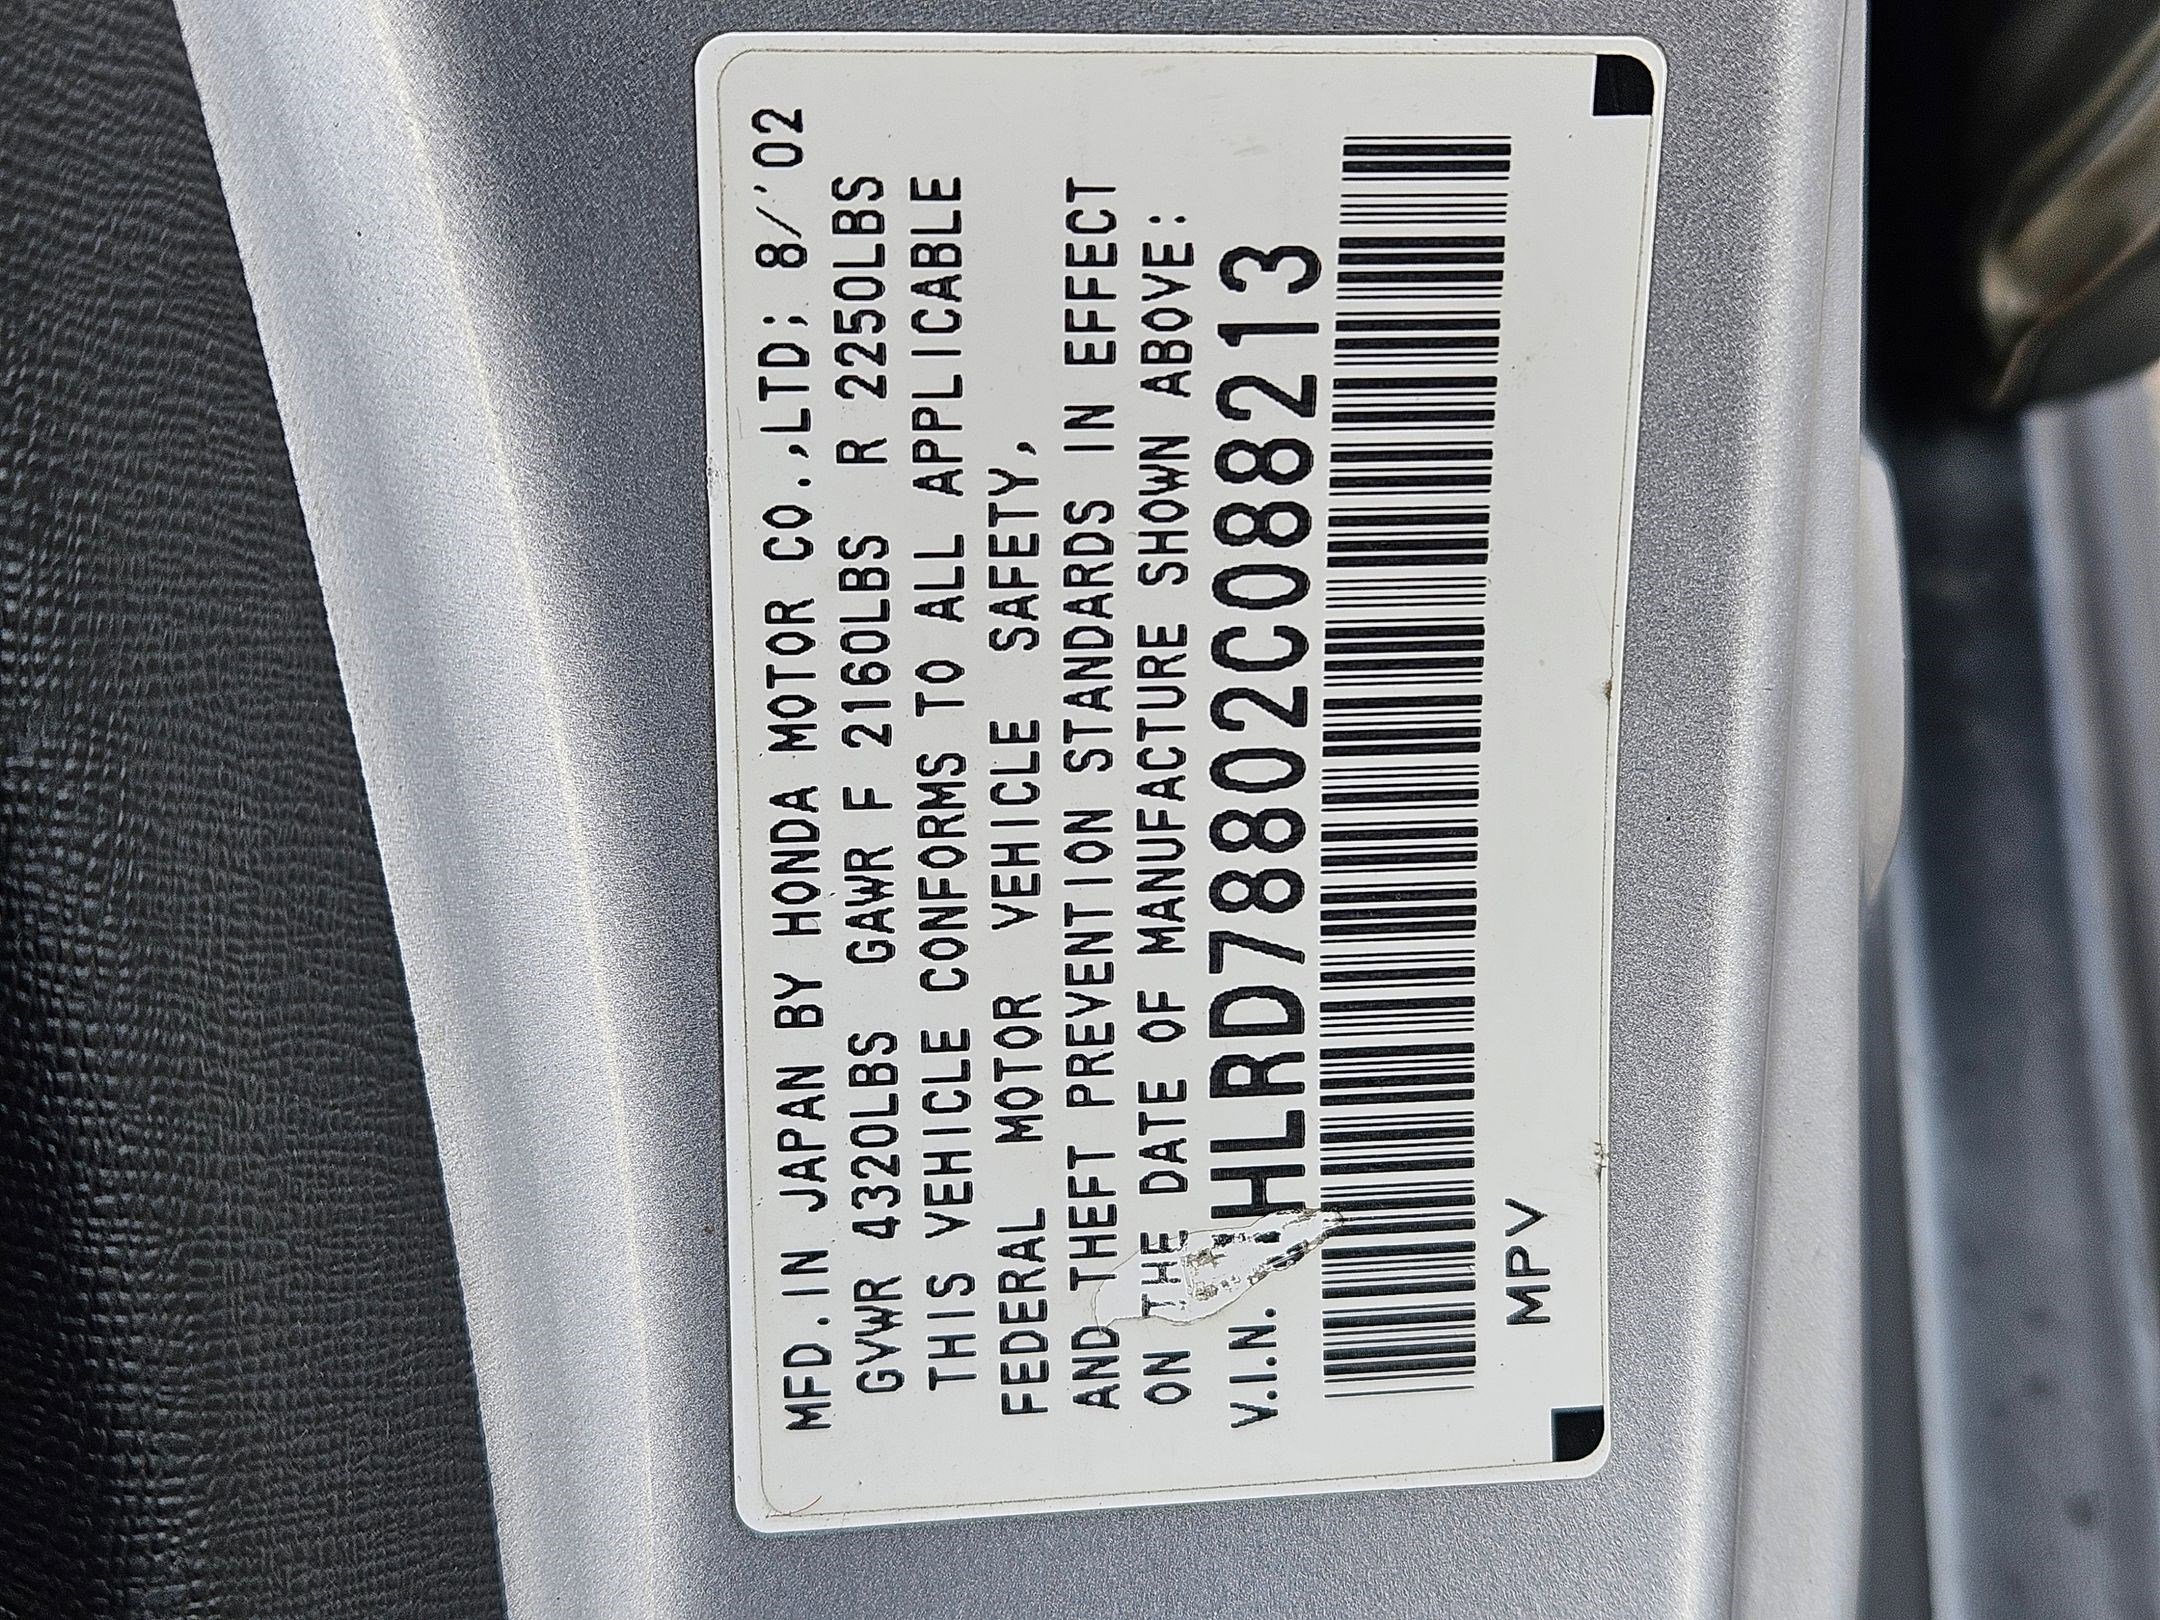 MFD. IN JAPAN BY HONDA MOTOR CO.,LTD; 8/'02
GVWR 4320LBS GAWR F 2160LBS R 2250LBS
THIS VEHICLE CONFORMS TO ALL APPLICABLE
FEDERAL MOTOR VEHICLE SAFETY,
AND THEFT PREVENTION STANDARDS IN EFFECT
ON THE DATE OF MANUFACTURE SHOWN ABOVE:
V.I.N. HLRD78802C088213
MPV